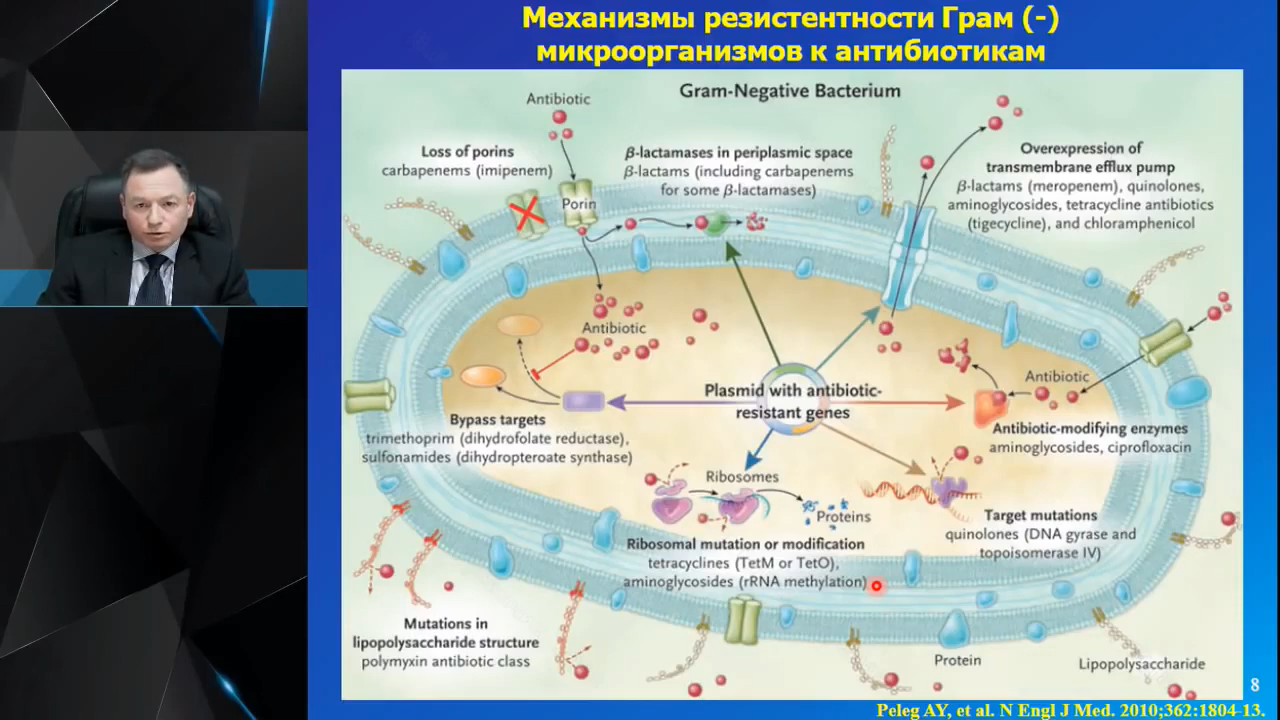 Механизмы резистентности Грам (-)
микроорганизмов к антибиотикам
Gram-Negative Bacterium
Antibiotic
Loss of porins
carbapenems (imipenem)
Porin
β-lactamases in periplasmic space
β-lactams (including carbapenems
for some β-lactamases)
Overexpression of
transmembrane efflux pump
β-lactams (meropenem), quinolones,
aminoglycosides, tetracycline antibiotics
(tigecycline), and chloramphenicol
Antibiotic
Bypass targets
trimethoprim (dihydrofolate reductase),
sulfonamides (dihydropteroate synthase)
Plasmid with antibiotic-
resistant genes
Antibiotic
Antibiotic-modifying enzymes
aminoglycosides, ciprofloxacin
Ribosomes
Proteins
Ribosomal mutation or modification
tetracyclines (TetM or TetO),
aminoglycosides (rRNA methylation)
Target mutations
quinolones (DNA gyrase and
topoisomerase IV)
Mutations in
lipopolysaccharide structure
polymyxin antibiotic class
Protein
Lipopolysaccharide
8
Peleg AY, et al. N Engl J Med. 2010;362:1804-13.